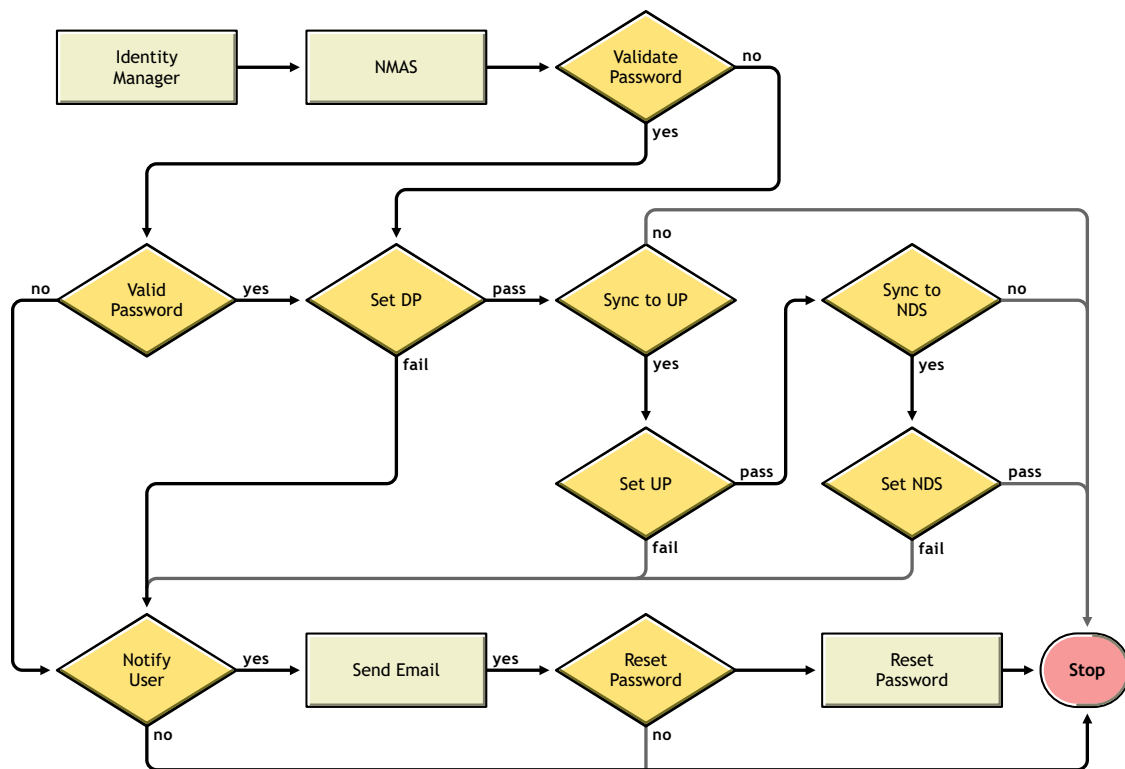 Identity
Manager
NMAS
Validate
Password
no
yes
no
Valid
Password
yes
Set DP
pass
fail
no
Sync to UP
yes
Sync to
NDS
no
yes
Set UP
pass
fail
Set NDS
pass
fail
Notify
User
yes
no
Send Email
yes
Reset
Password
no
Reset
Password
Stop